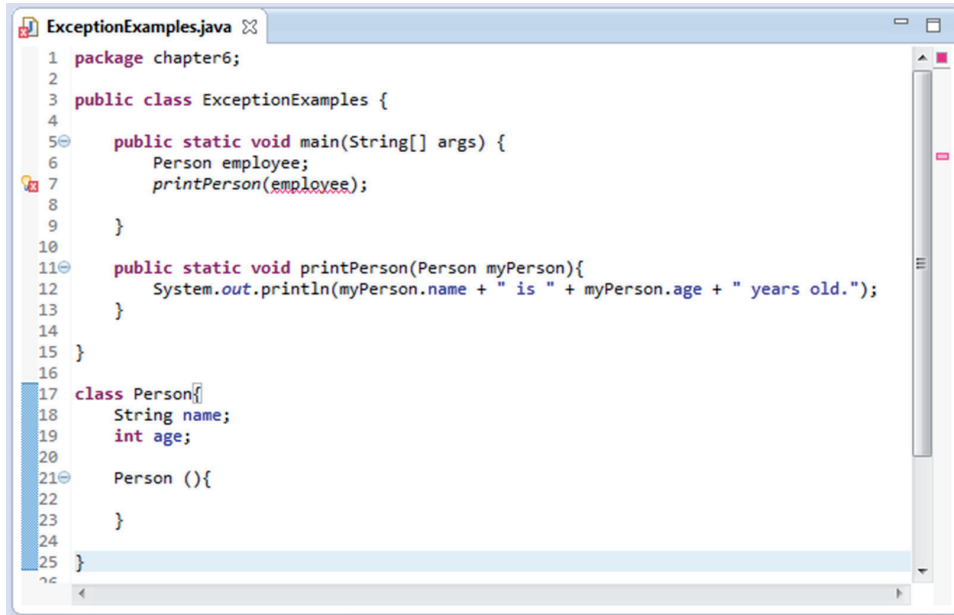 ExceptionExamples.java
1 package chapter6;
2
3 public class ExceptionExamples {
4
5 public static void main(String[] args) {
6 Person employee;
7 printPerson(employee);
8
9 }
10
11 public static void printPerson(Person myPerson){
12 System.out.println(myPerson.name + " is " + myPerson.age + " years old.");
13 }
14
15 }
16
17 class Person{
18 String name;
19 int age;
20
21 Person (){
22
23 }
24
25 }
26